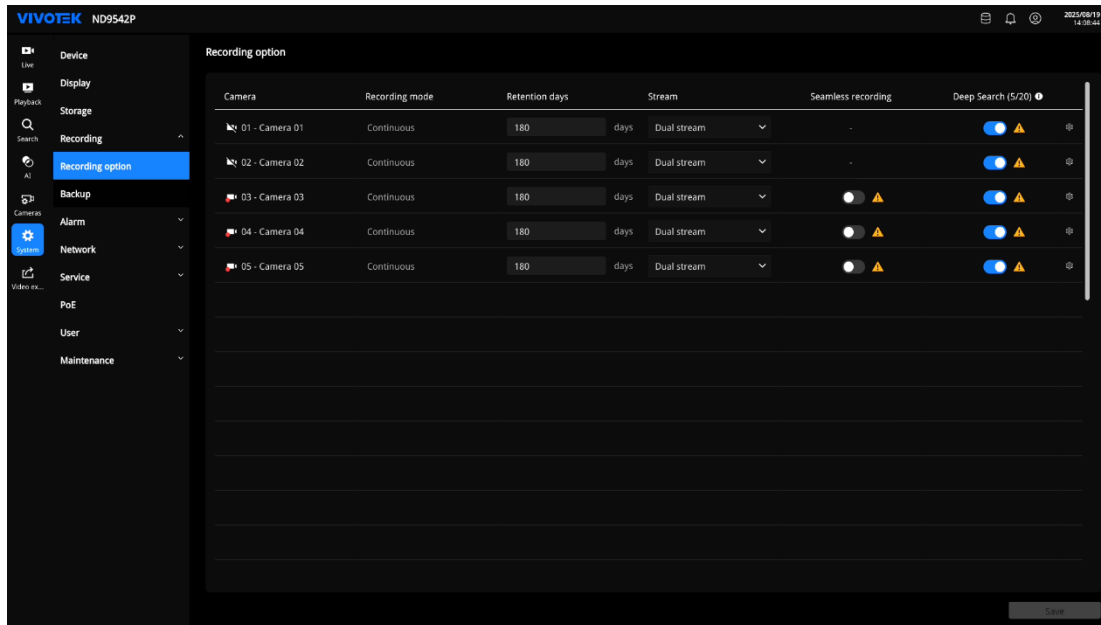 VIVOTEK ND9542P
2025/08/19
14:08:44
Live
Playback
Search
AI
Cameras
System
Video ex...
Device
Display
Storage
Recording
Recording option
Backup
Alarm
Network
Service
PoE
User
Maintenance
Recording option
Camera Recording mode Retention days Stream Seamless recording Deep Search (5/20)
01 - Camera 01 Continuous 180 days Dual stream -
02 - Camera 02 Continuous 180 days Dual stream -
03 - Camera 03 Continuous 180 days Dual stream
04 - Camera 04 Continuous 180 days Dual stream
05 - Camera 05 Continuous 180 days Dual stream
Save